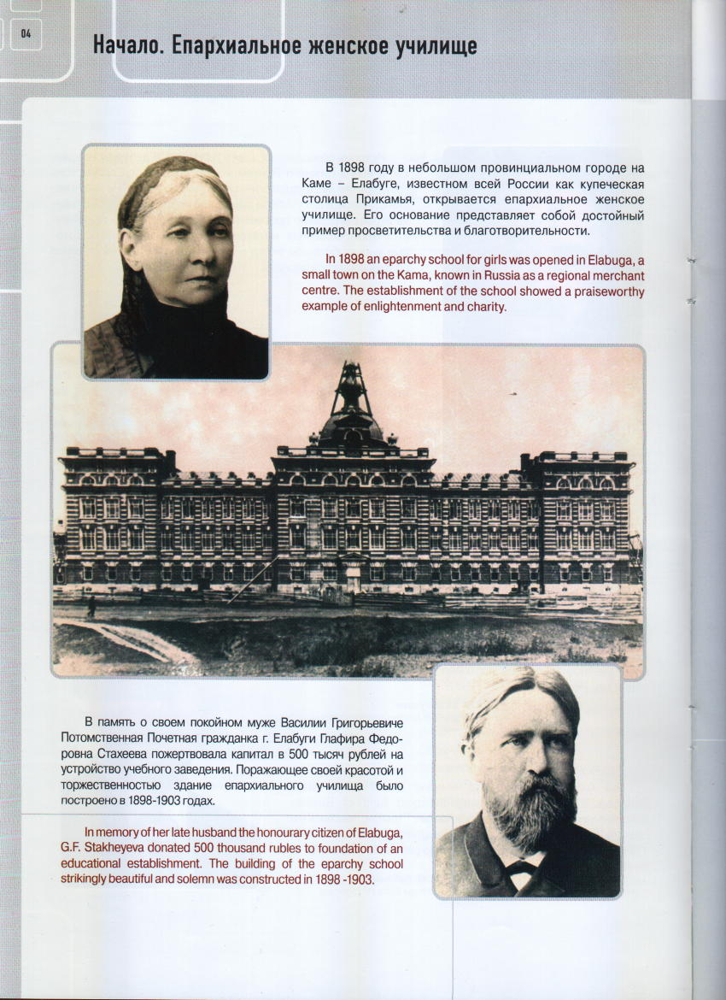 04
Начало. Епархиальное женское училище
В 1898 году в небольшом провинциальном городе на
Каме – Елабуге, известном всей России как купеческая
столица Прикамья, открывается епархиальное женское
училище. Его основание представляет собой достойный
пример просветительства и благотворительности.
In 1898 an eparchy school for girls was opened in Elabuga, a
small town on the Kama, known in Russia as a regional merchant
centre. The establishment of the school showed a praiseworthy
example of enlightenment and charity.
В память о своем покойном муже Василии Григорьевиче
Потомственная Почетная гражданка г. Елабуги Глафира Федо-
ровна Стахеева пожертвовала капитал в 500 тысяч рублей на
устройство учебного заведения. Поражающее своей красотой и
торжественностью здание епархиального училища было
построено в 1898-1903 годах.
In memory of her late husband the honourary citizen of Elabuga,
G.F. Stakheyeva donated 500 thousand rubles to foundation of an
educational establishment. The building of the eparchy school
strikingly beautiful and solemn was constructed in 1898 -1903.